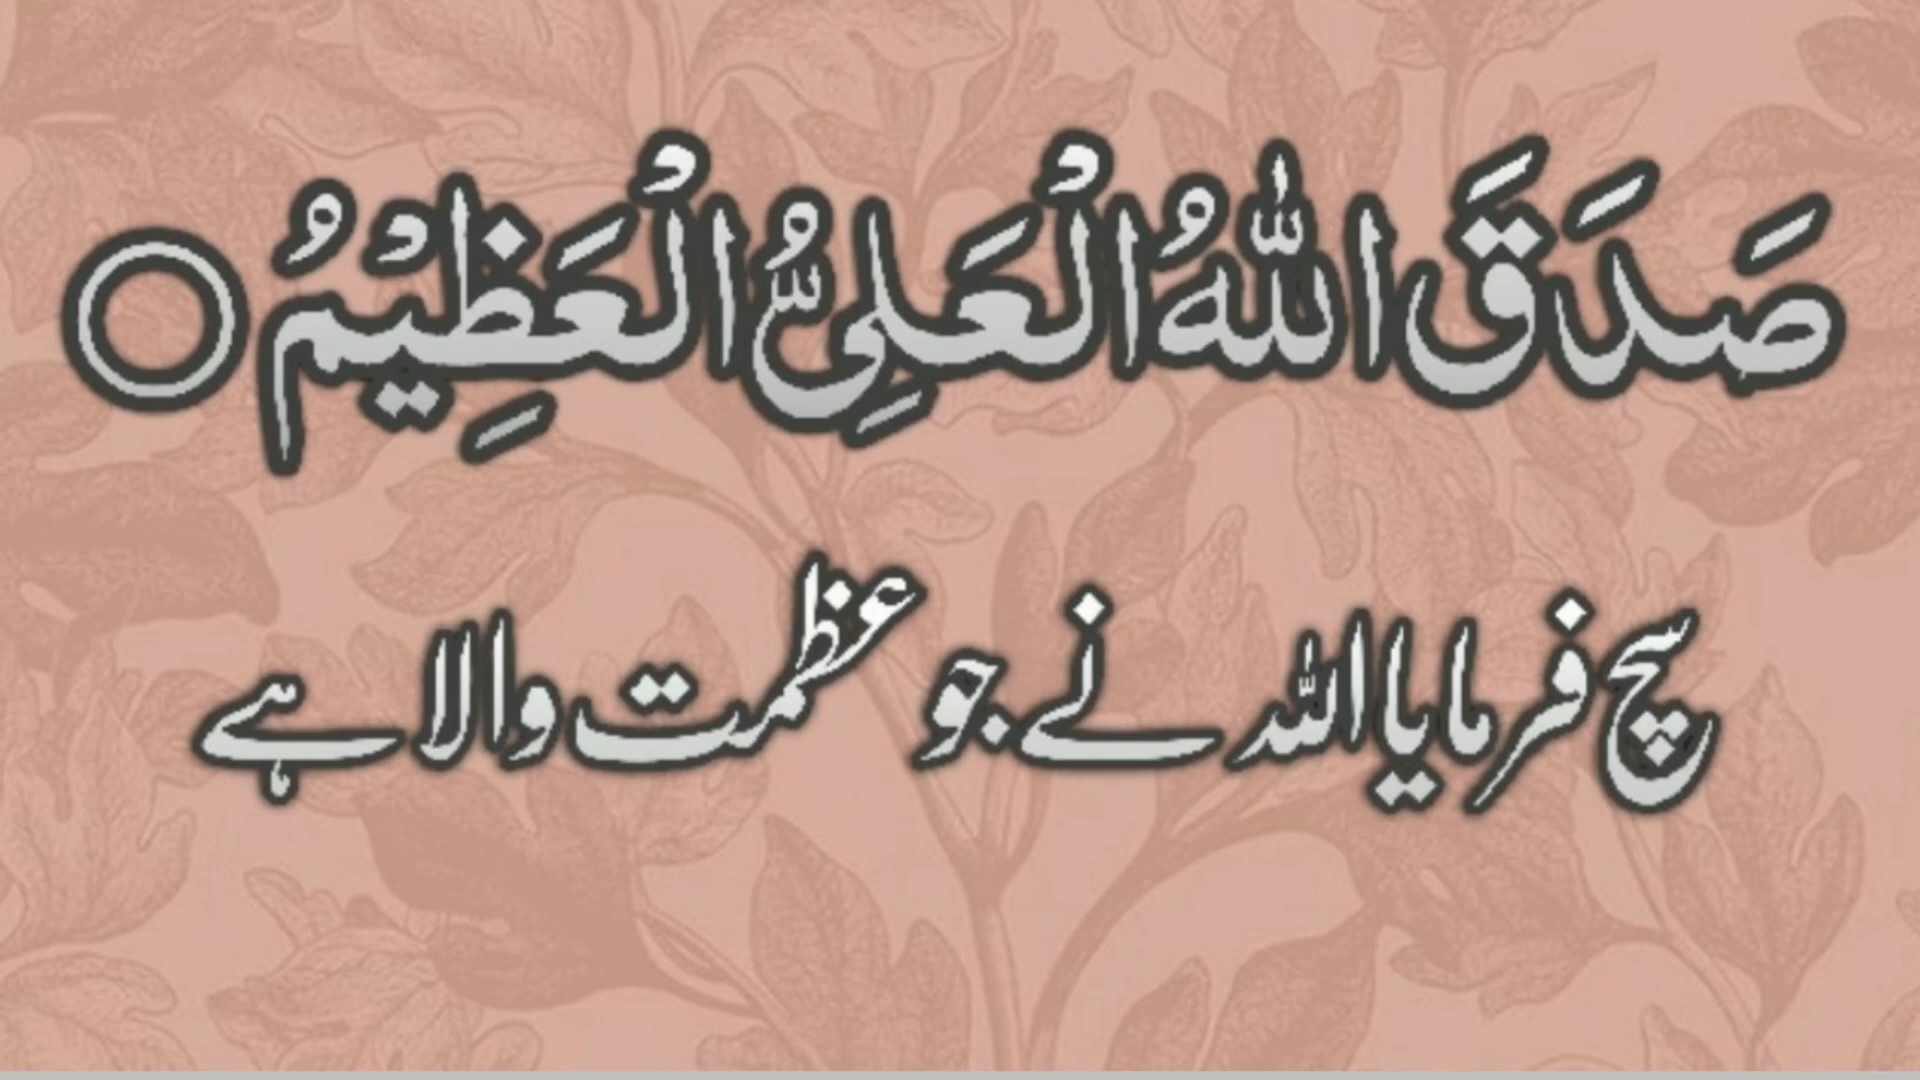 صَدَقَ اللّٰهُ الْعَلِیُّ الْعَظِیْمُ ○
سچ فرمایا اللہ نے جو عظمت والا ہے